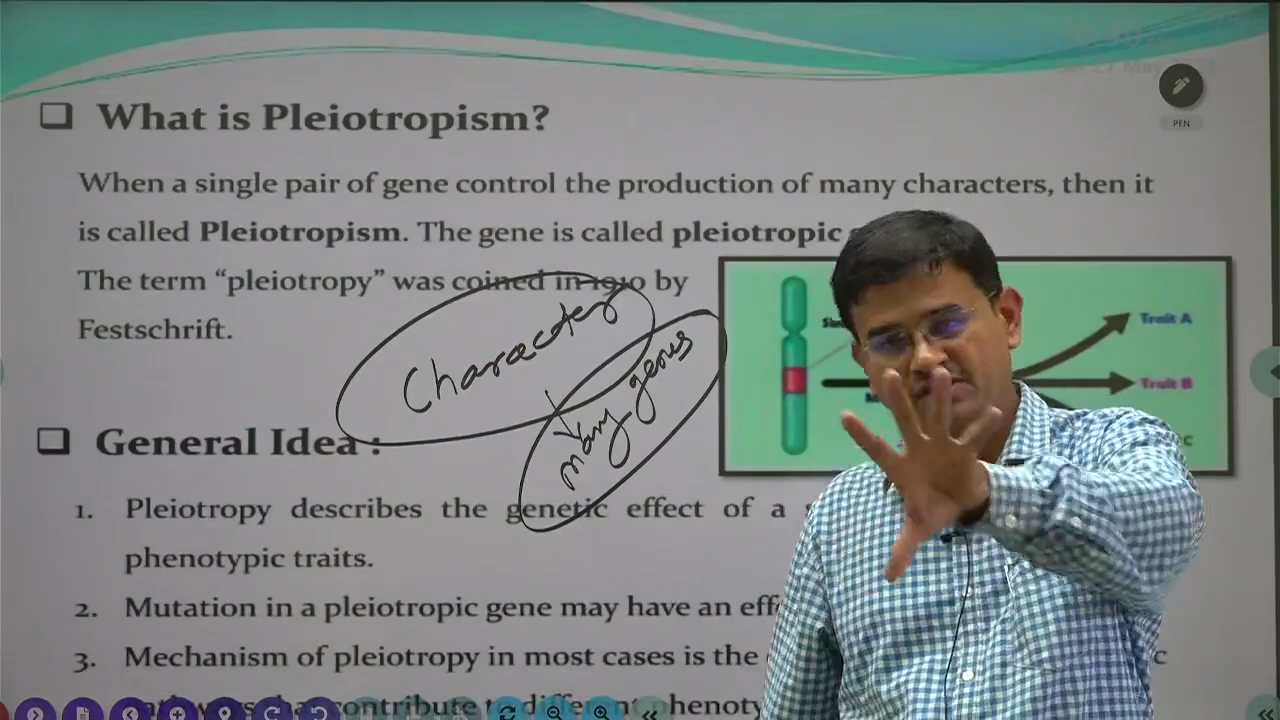 What is Pleiotropism?
PEN
When a single pair of gene control the production of many characters, then it
is called Pleiotropism. The gene is called pleiotropic
The term “pleiotropy” was coined in 1910 by
Festschrift.
Character
many genes
Trait A
Trait B
General Idea :
1. Pleiotropy describes the genetic effect of a
phenotypic traits.
2. Mutation in a pleiotropic gene may have an
3. Mechanism of pleiotropy in most cases is the
contribute
different